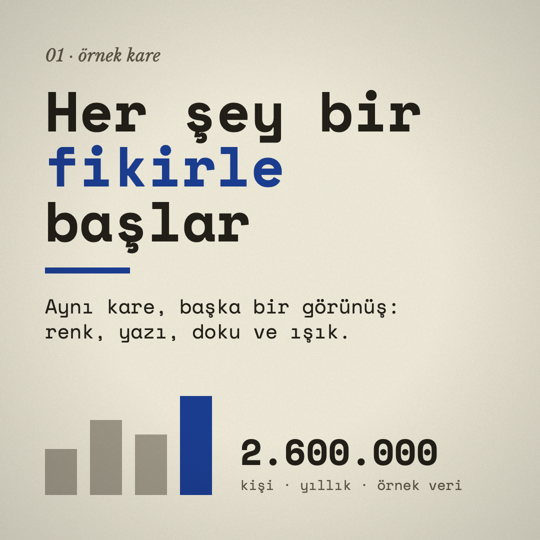 01 · örnek kare
Her şey bir
fikirle
başlar
Aynı kare, başka bir görünüş:
renk, yazı, doku ve ışık.
2.600.000
kişi · yıllık · örnek veri